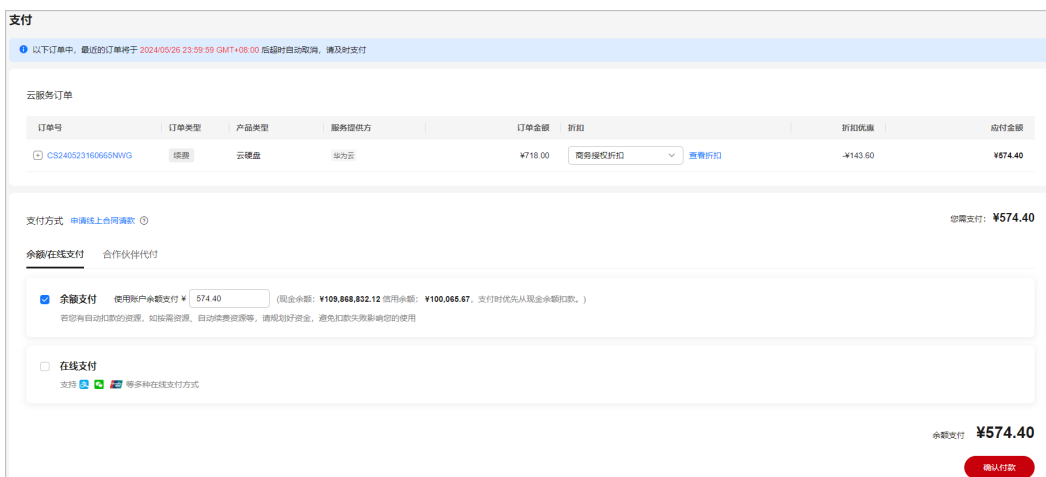 支付
以下订单中，最近的订单将于 2024/05/26 23:59:59 GMT+08:00 后超时自动取消，请及时支付
云服务订单
订单号 订单类型 产品类型 服务提供方 订单金额 折扣 折扣优惠 应付金额
CS240523160665NWG 续费 云硬盘 华为云 ¥718.00 商务授权折扣 查看折扣 -¥143.60 ¥574.40
支付方式 申请线上合同请款 您需支付：¥574.40
余额/在线支付 合作伙伴代付
余额支付 使用账户余额支付 ¥ 574.40 (现金余额：¥109,868,832.12 信用余额：¥100,065.67，支付时优先从现金余额扣款。)
若您有自动扣款的资源，如按需资源、自动续费资源等，请规划好资金，避免扣款失败影响您的使用
在线支付
支持 等多种在线支付方式
余额支付 ¥574.40
确认付款